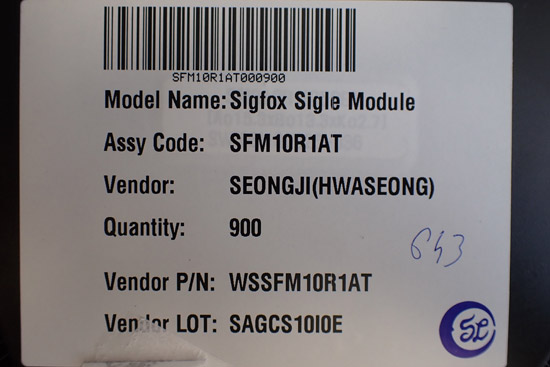 SFM10R1AT000900
Model Name: Sigfox Sigle Module
Assy Code: SFM10R1AT
Vendor: SEONGJI(HWASEONG)
Quantity: 900
643
Vendor P/N: WSSFM10R1AT
Vendor LOT: SAGCS10I0E
SL